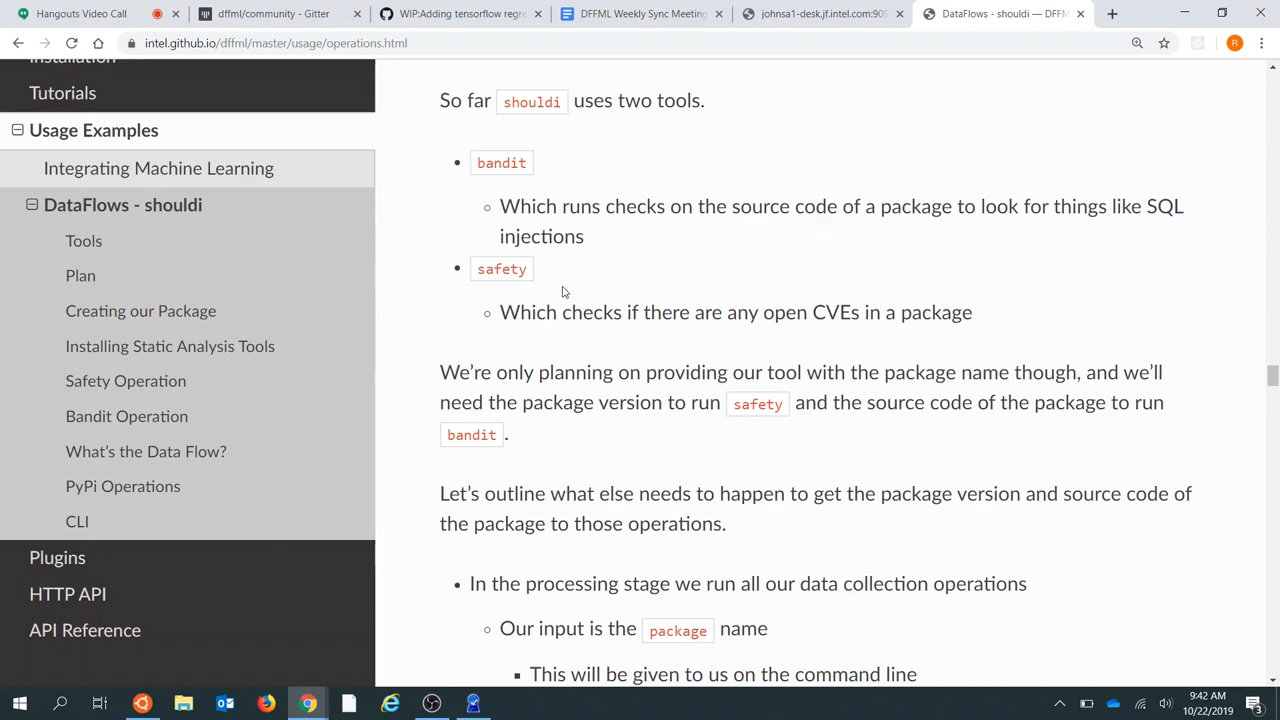 Hangouts Video Call
dffml/community - Gitter
WIP:Adding tensorflow regre
DFFML Weekly Sync Meeting
johnsa1-desk.jf.intel.com:909
DataFlows - shouldi — DFFM
intel.github.io/dffml/master/usage/operations.html
R
Installation
Tutorials
Usage Examples
Integrating Machine Learning
DataFlows - shouldi
Tools
Plan
Creating our Package
Installing Static Analysis Tools
Safety Operation
Bandit Operation
What's the Data Flow?
PyPi Operations
CLI
Plugins
HTTP API
API Reference
So far shouldi uses two tools.
bandit
Which runs checks on the source code of a package to look for things like SQL
injections
safety
Which checks if there are any open CVEs in a package
We're only planning on providing our tool with the package name though, and we'll
need the package version to run safety and the source code of the package to run
bandit.
Let's outline what else needs to happen to get the package version and source code of
the package to those operations.
In the processing stage we run all our data collection operations
Our input is the package name
This will be given to us on the command line
9:42 AM
10/22/2019
3